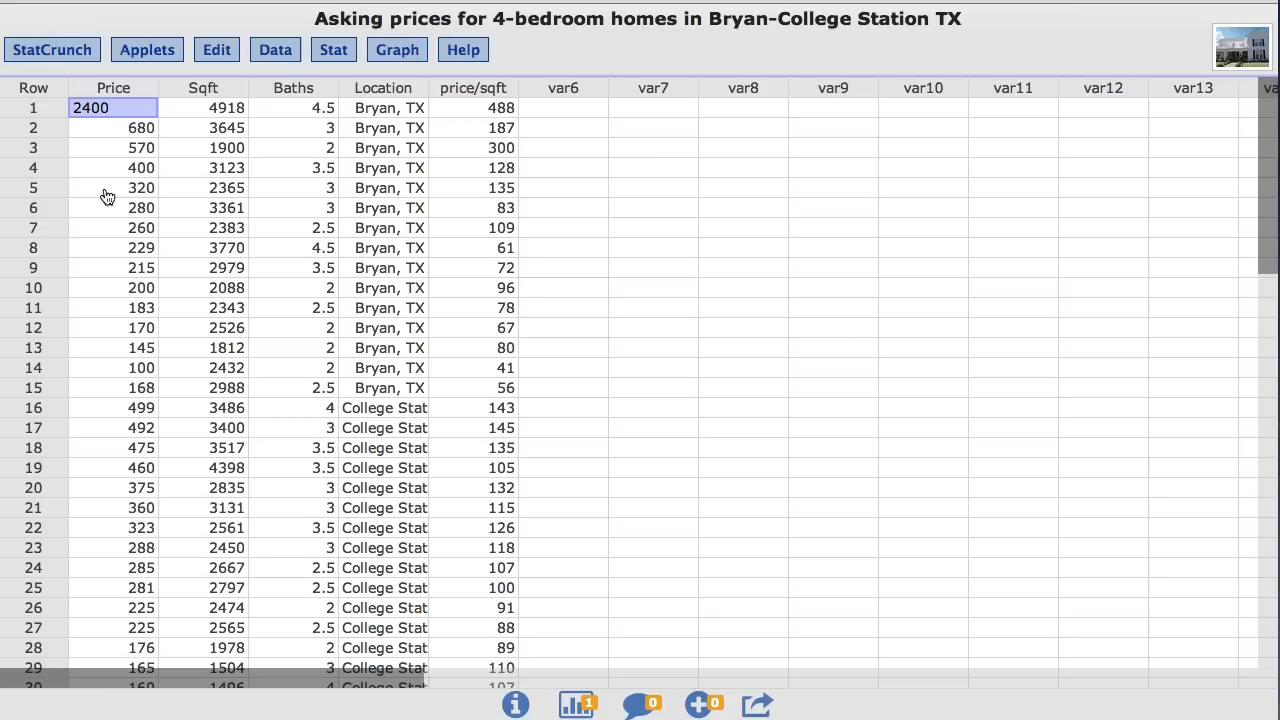 Asking prices for 4-bedroom homes in Bryan-College Station TX
StatCrunch Applets Edit Data Stat Graph Help
Row Price Sqft Baths Location price/sqft var6 var7 var8 var9 var10 var11 var12 var13 va
1 2400 4918 4.5 Bryan, TX 488
2 680 3645 3 Bryan, TX 187
3 570 1900 2 Bryan, TX 300
4 400 3123 3.5 Bryan, TX 128
5 320 2365 3 Bryan, TX 135
6 280 3361 3 Bryan, TX 83
7 260 2383 2.5 Bryan, TX 109
8 229 3770 4.5 Bryan, TX 61
9 215 2979 3.5 Bryan, TX 72
10 200 2088 2 Bryan, TX 96
11 183 2343 2.5 Bryan, TX 78
12 170 2526 2 Bryan, TX 67
13 145 1812 2 Bryan, TX 80
14 100 2432 2 Bryan, TX 41
15 168 2988 2.5 Bryan, TX 56
16 499 3486 4 College Stat 143
17 492 3400 3 College Stat 145
18 475 3517 3.5 College Stat 135
19 460 4398 3.5 College Stat 105
20 375 2835 3 College Stat 132
21 360 3131 3 College Stat 115
22 323 2561 3.5 College Stat 126
23 288 2450 3 College Stat 118
24 285 2667 2.5 College Stat 107
25 281 2797 2.5 College Stat 100
26 225 2474 2 College Stat 91
27 225 2565 2.5 College Stat 88
28 176 1978 2 College Stat 89
29 165 1504 3 College Stat 110
30 160 1496 4 College Stat 107
1 0 0